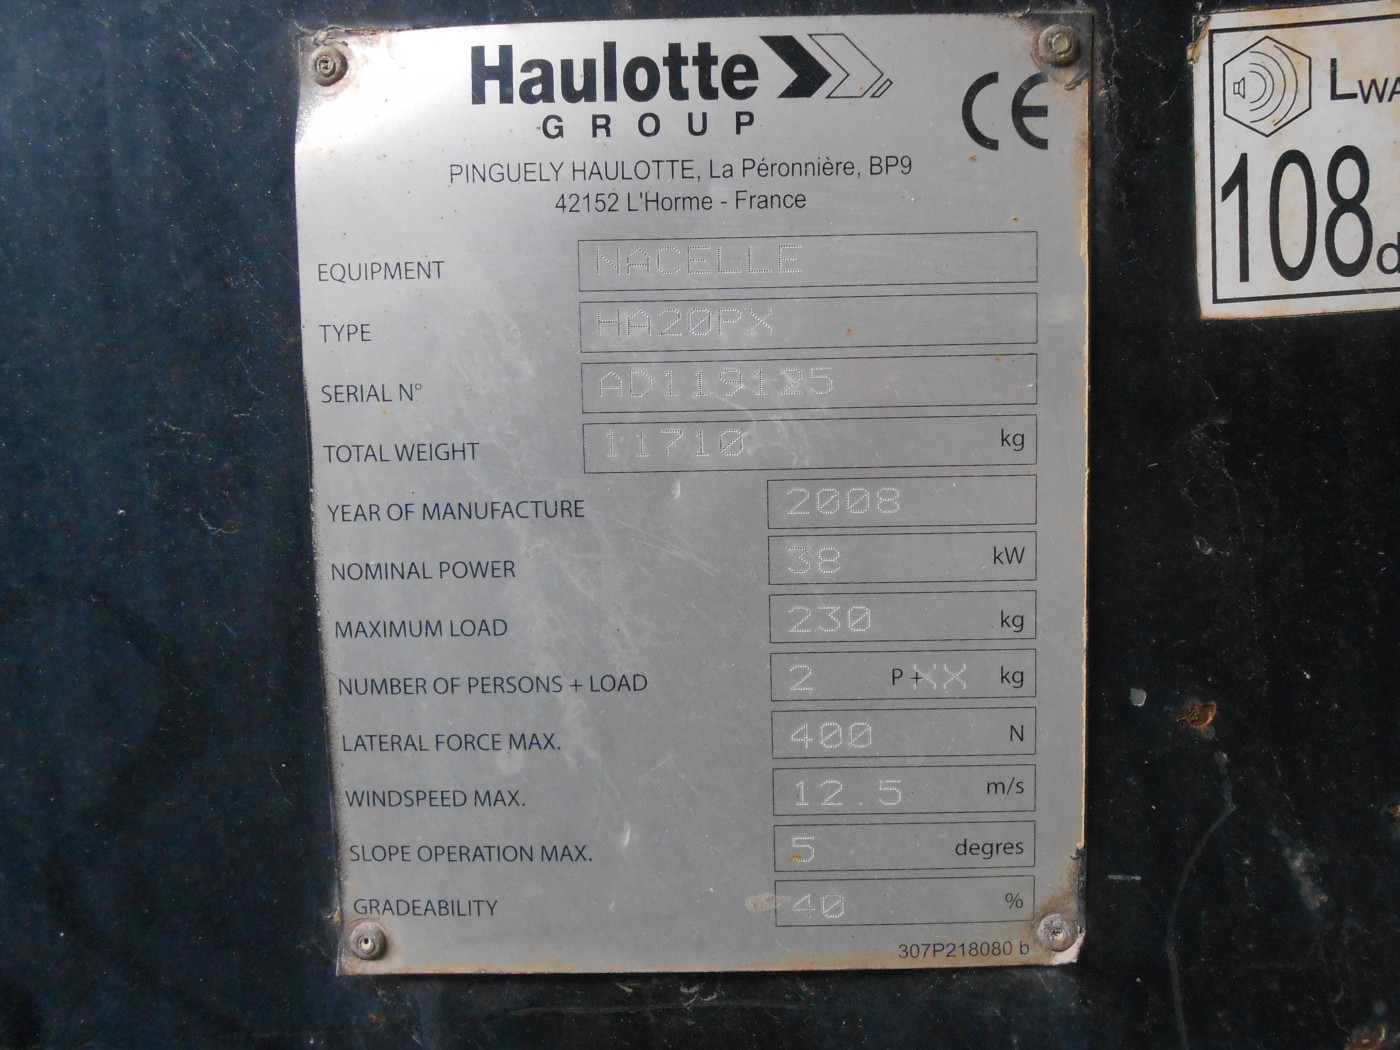 Haulotte
GROUP
CE
PINGUELY HAULOTTE, La Péronnière, BP9
42152 L'Horme - France
EQUIPMENT NACELLE
TYPE HA20PX
SERIAL N° AD119125
TOTAL WEIGHT 11710 kg
YEAR OF MANUFACTURE 2008
NOMINAL POWER 38 kW
MAXIMUM LOAD 230 kg
NUMBER OF PERSONS + LOAD 2 P + XX kg
LATERAL FORCE MAX. 400 N
WINDSPEED MAX. 12.5 m/s
SLOPE OPERATION MAX. 5 degres
GRADEABILITY 40 %
307P218080 b
LWA
108